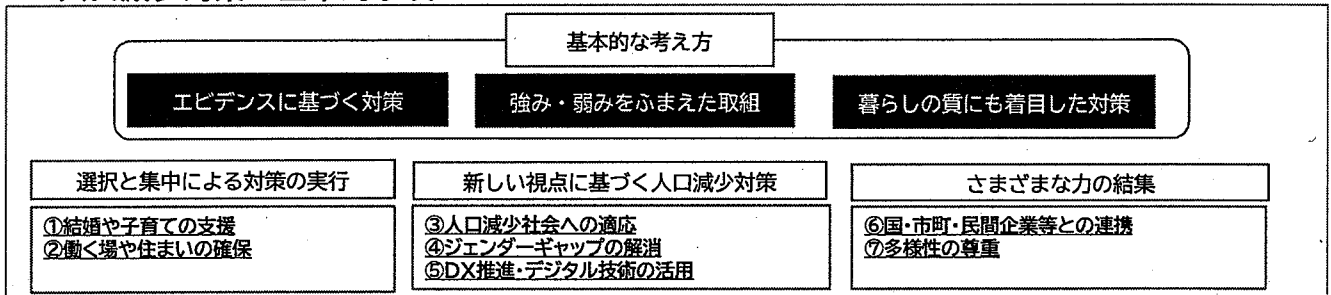 基本的な考え方
エビデンスに基づく対策
強み・弱みをふまえた取組
暮らしの質にも着目した対策
選択と集中による対策の実行
①結婚や子育ての支援
②働く場や住まいの確保
新しい視点に基づく人口減少対策
③人口減少社会への適応
④ジェンダーギャップの解消
⑤DX推進・デジタル技術の活用
さまざまな力の結集
⑥国・市町・民間企業等との連携
⑦多様性の尊重